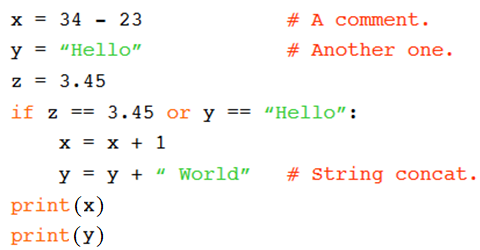 x = 34 - 23 # A comment.
y = “Hello” # Another one.
z = 3.45
if z == 3.45 or y == “Hello”:
x = x + 1
y = y + “ World” # String concat.
print(x)
print(y)